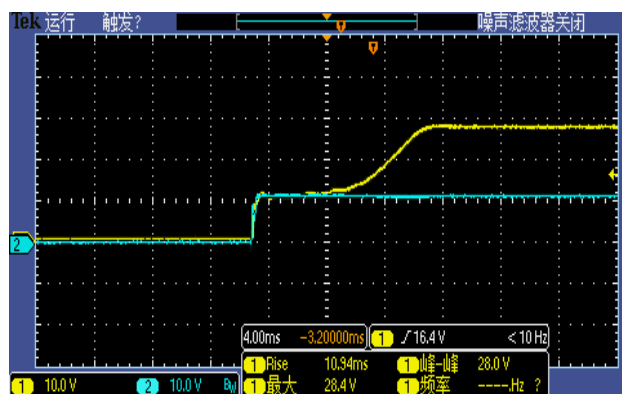 Tek 运行 触发? 噪声滤波器关闭
T
T
2
4.00ms -3.20000ms 1 16.4 V < 10 Hz
1 Rise 10.94ms 1 峰-峰 28.0 V
1 最大 28.4 V 1 频率 -----.Hz ?
1 10.0 V 2 10.0 V BW